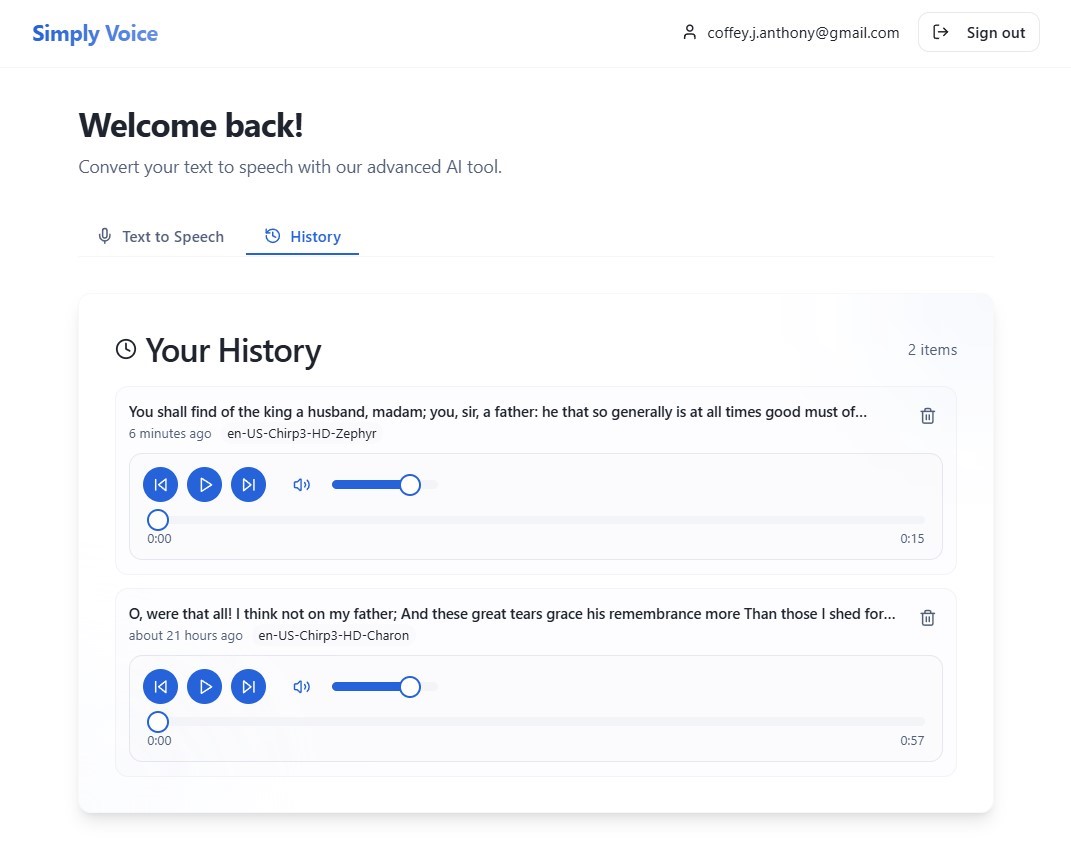 Simply Voice
coffey.j.anthony@gmail.com
Sign out
Welcome back!
Convert your text to speech with our advanced AI tool.
Text to Speech
History
Your History
2 items
You shall find of the king a husband, madam; you, sir, a father: he that so generally is at all times good must of...
6 minutes ago en-US-Chirp3-HD-Zephyr
0:00
0:15
O, were that all! I think not on my father; And these great tears grace his remembrance more Than those I shed for...
about 21 hours ago en-US-Chirp3-HD-Charon
0:00
0:57